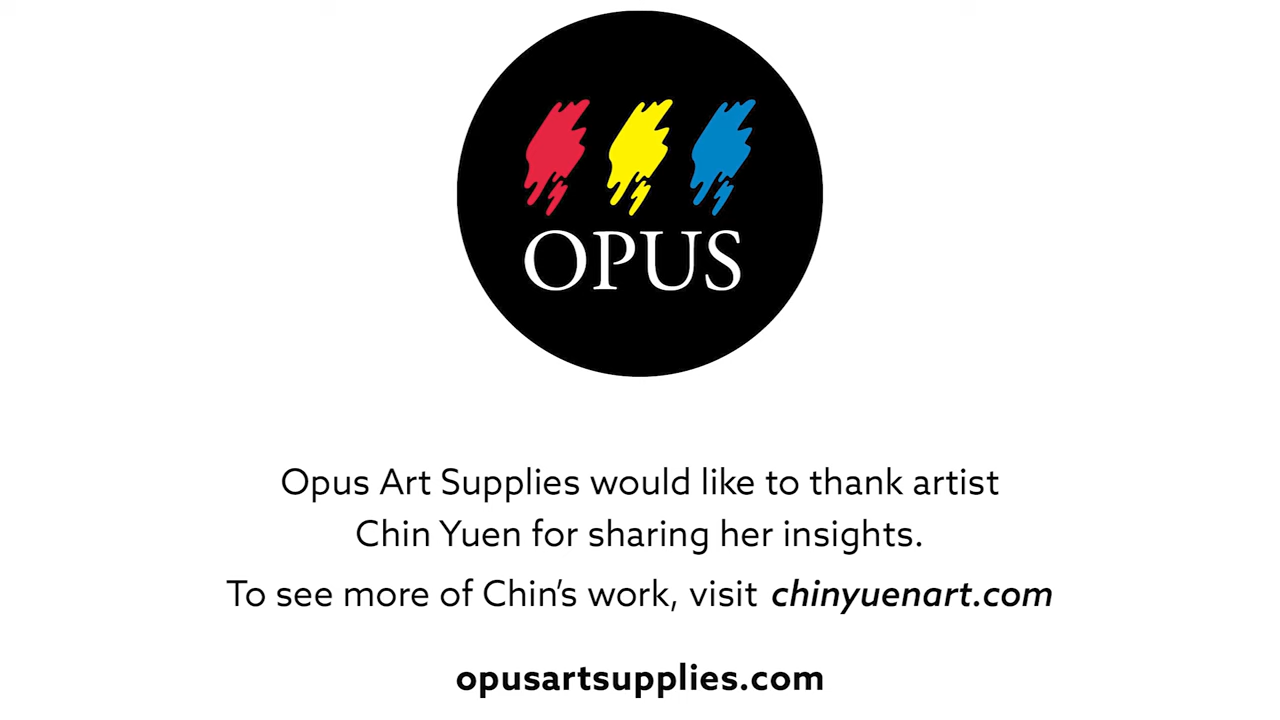 OPUS
Opus Art Supplies would like to thank artist
Chin Yuen for sharing her insights.
To see more of Chin’s work, visit chinyuenart.com
opusartsupplies.com